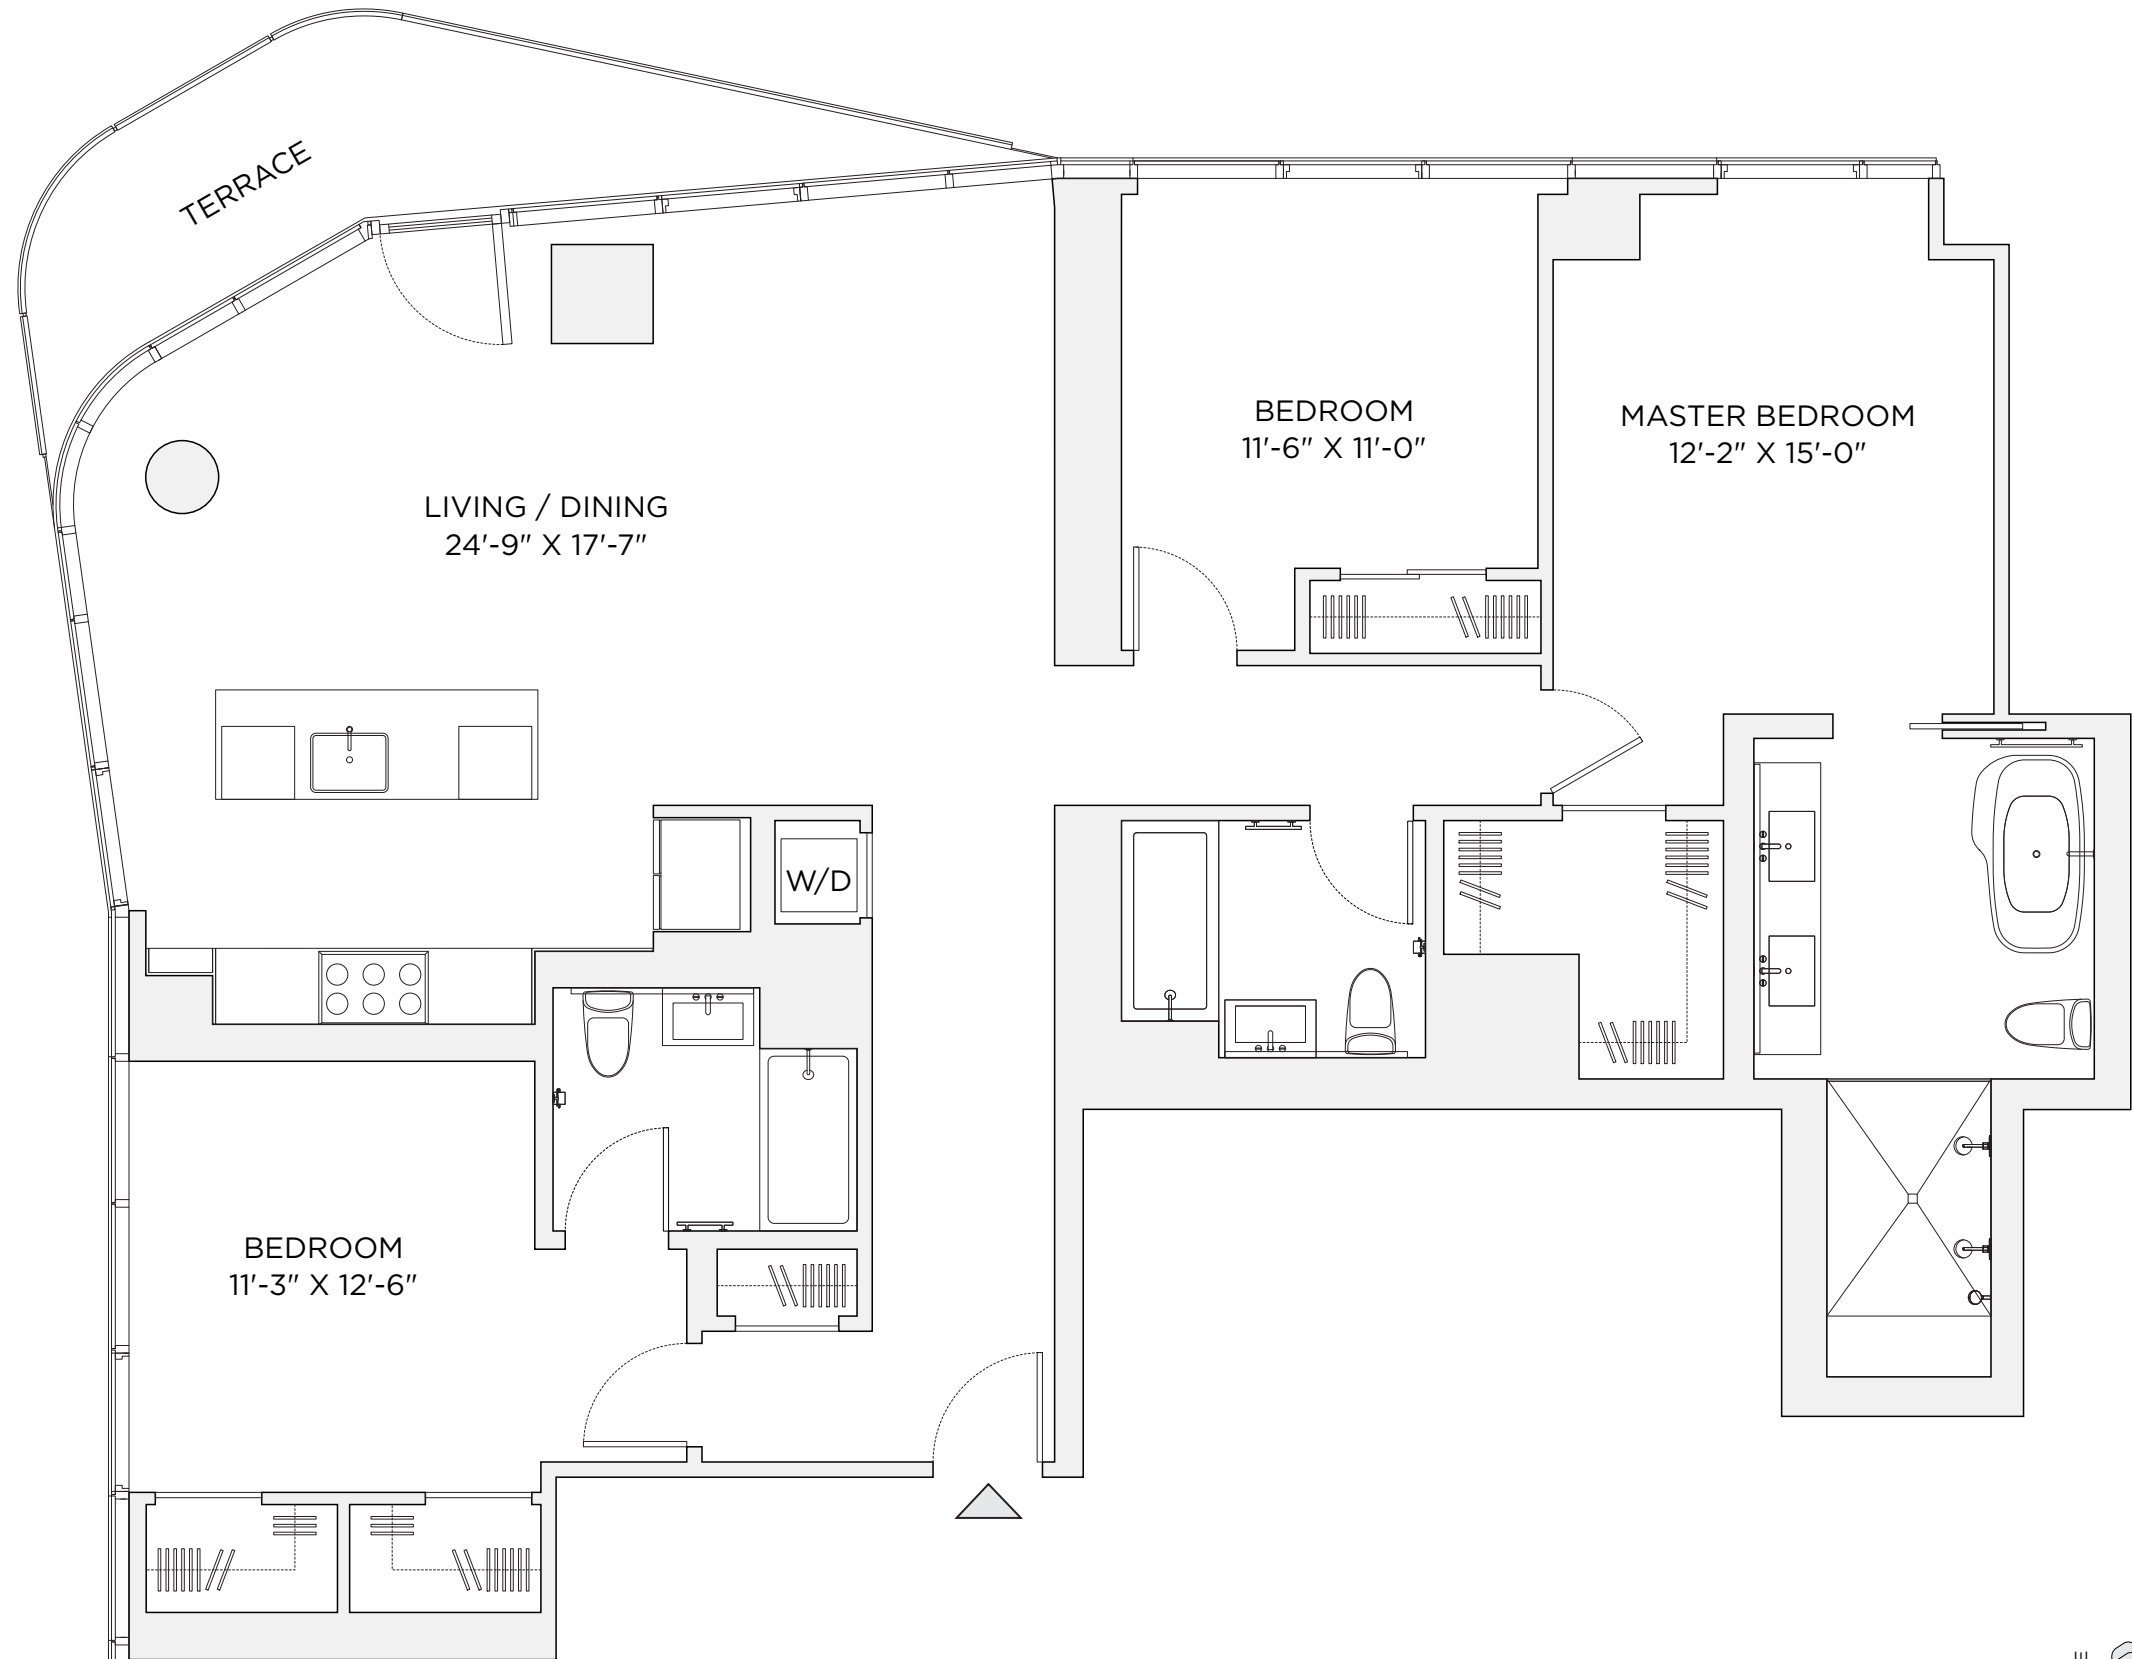 TERRACE
BEDROOM
11'-6" X 11'-0"
MASTER BEDROOM
12'-2" X 15'-0"
LIVING / DINING
24'-9" X 17'-7"
W/D
BEDROOM
11'-3" X 12'-6"